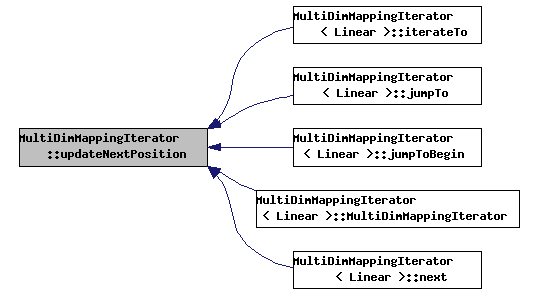 MultiDimMappingIterator
< Linear >::iterateTo
MultiDimMappingIterator
< Linear >::jumpTo
MultiDimMappingIterator
::updateNextPosition
MultiDimMappingIterator
< Linear >::jumpToBegin
MultiDimMappingIterator
< Linear >::MultiDimMappingIterator
MultiDimMappingIterator
< Linear >::next